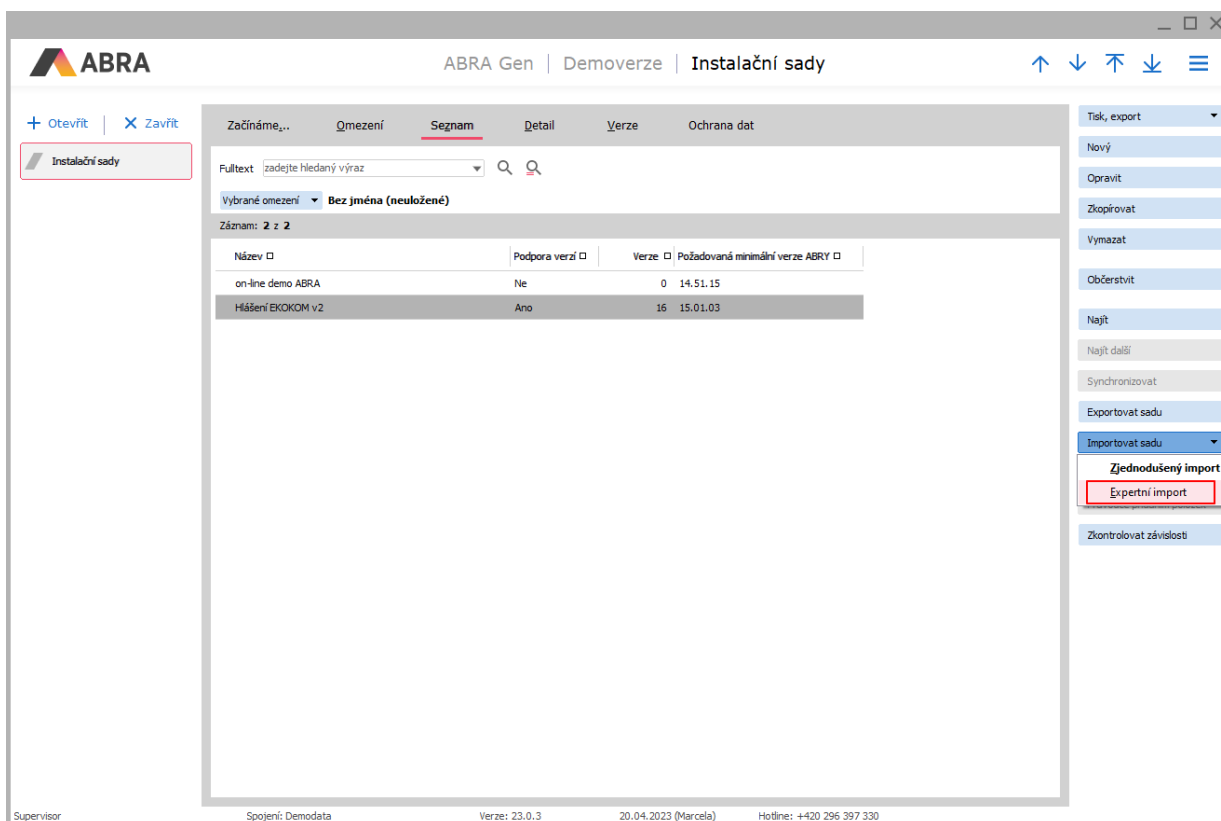 ABRA
ABRA Gen | Demoverze | Instalační sady
Otevřít
Zavřít
Instalační sady
Začínáme,.. Omezení Seznam Detail Verze Ochrana dat
Fulltext zadejte hledaný výraz
Vybrané omezení Bez jména (neuložené)
Záznam: 2 z 2
Název Podpora verzí Verze Požadovaná minimální verze ABRY
on-line demo ABRA Ne 0 14.51.15
Hlášení EKOKOM v2 Ano 16 15.01.03
Tisk, export
Nový
Opravit
Zkopírovat
Vymazat
Občerstvit
Najít
Najít další
Synchronizovat
Exportovat sadu
Importovat sadu
Zjednodušený import
Expertní import
Zkontrolovat závislosti
Supervisor Spojení: Demodata Verze: 23.0.3 20.04.2023 (Marcela) Hotline: +420 296 397 330